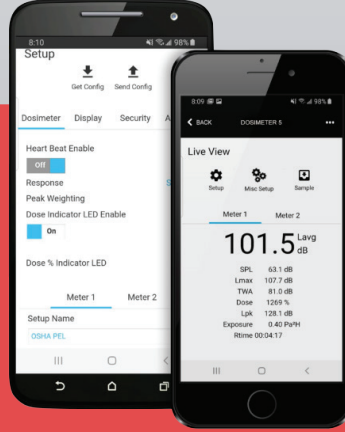 8:10
98%
Setup
Get Config Send Config
Dosimeter Display Security A
Heart Beat Enable
Off
Response S
Peak Weighting
Dose Indicator LED Enable
On
Dose % Indicator LED
Meter 1 Meter 2
Setup Name
OSHA PEL
8:09 98%
BACK DOSIMETER 5
Live View
Setup Misc Setup Sample
Meter 1 Meter 2
101.5 Lavg dB
SPL 63.1 dB
Lmax 107.7 dB
TWA 81.0 dB
Dose 1269 %
Lpk 128.1 dB
Exposure 0.40 Pa²H
Rtime 00:04:17